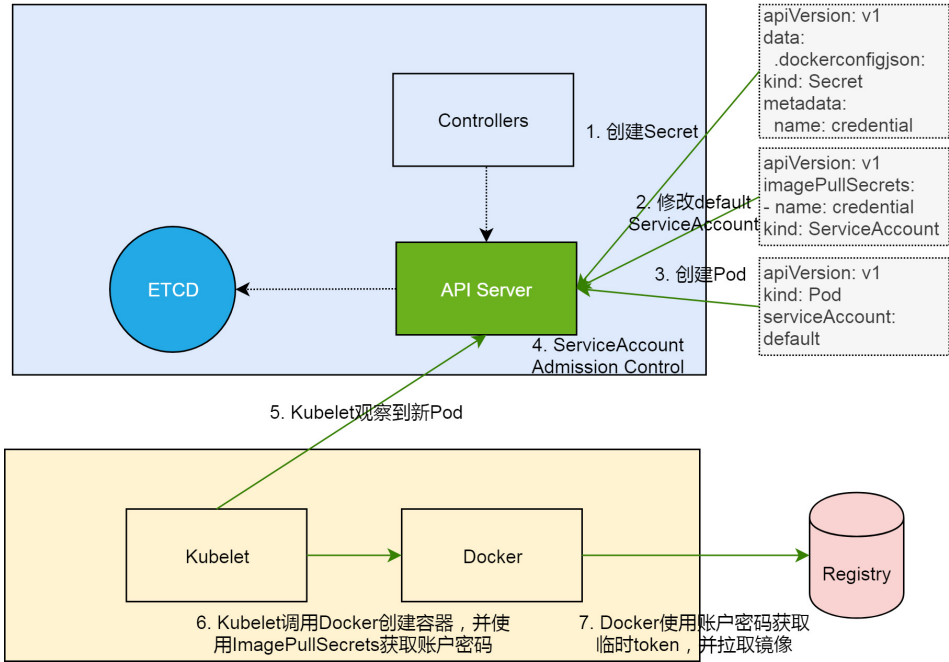 apiVersion: v1
data:
.dockerconfigjson:
kind: Secret
metadata:
name: credential
Controllers
1. 创建Secret
apiVersion: v1
imagePullSecrets:
- name: credential
kind: ServiceAccount
2. 修改default
ServiceAccount
3. 创建Pod
apiVersion: v1
kind: Pod
serviceAccount:
default
ETCD
API Server
4. ServiceAccount
Admission Control
5. Kubelet观察到新Pod
Kubelet
Docker
Registry
6. Kubelet调用Docker创建容器，并使
用ImagePullSecrets获取账户密码
7. Docker使用账户密码获取
临时token，并拉取镜像